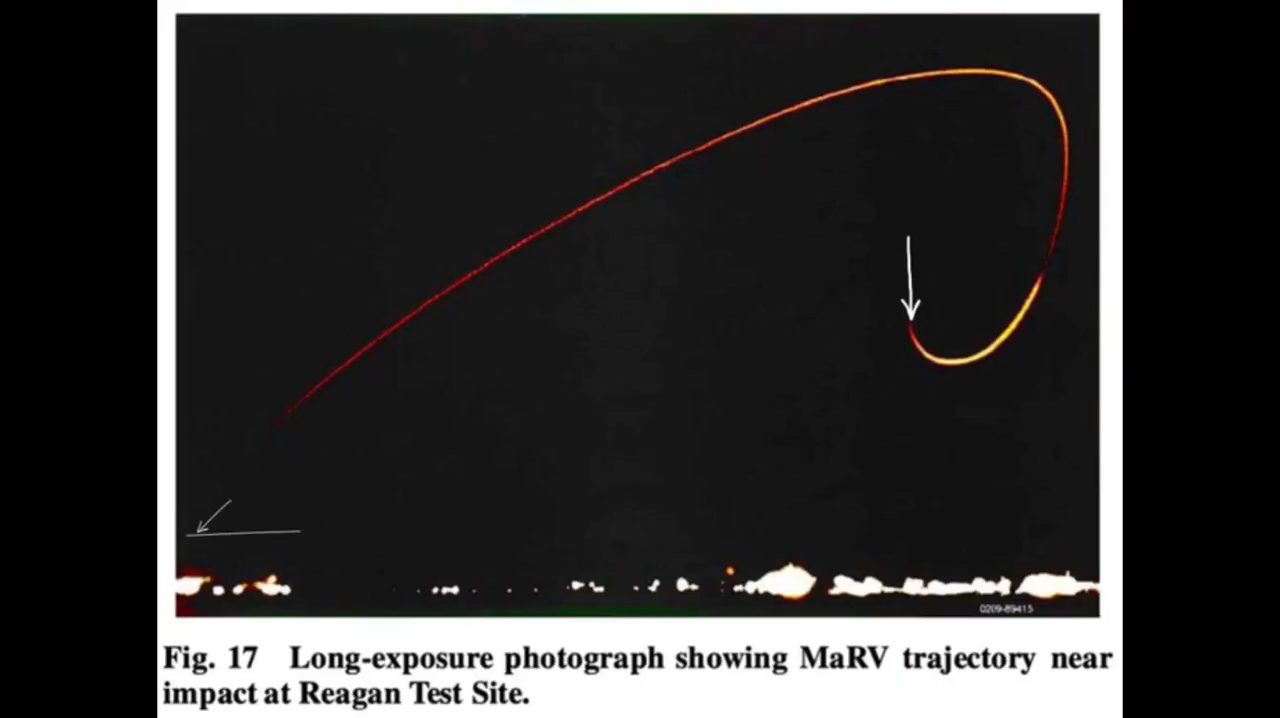 0209-89415
Fig. 17 Long-exposure photograph showing MaRV trajectory near
impact at Reagan Test Site.